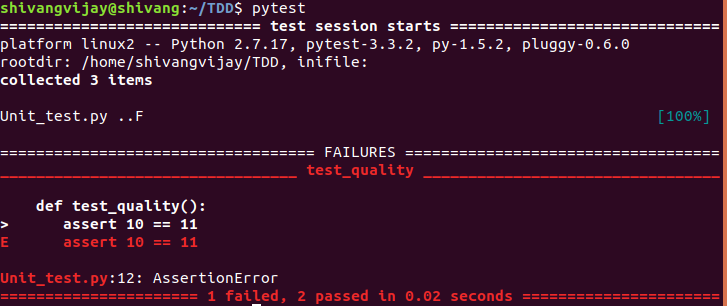 shivangvijay@shivang:~/TDD$ pytest
============================= test session starts ==============================
platform linux2 -- Python 2.7.17, pytest-3.3.2, py-1.5.2, pluggy-0.6.0
rootdir: /home/shivangvijay/TDD, inifile:
collected 3 items
Unit_test.py ..F [100%]
=================================== FAILURES ===================================
_________________________________ test_quality _________________________________
def test_quality():
> assert 10 == 11
E assert 10 == 11
Unit_test.py:12: AssertionError
====================== 1 failed, 2 passed in 0.02 seconds ======================